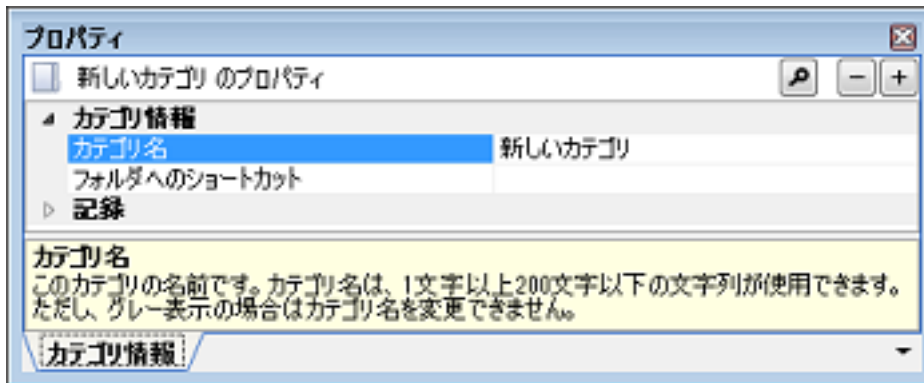 プロパティ
新しいカテゴリ のプロパティ
カテゴリ情報
カテゴリ名 新しいカテゴリ
フォルダへのショートカット
記録
カテゴリ名
このカテゴリの名前です。カテゴリ名は、1文字以上200文字以下の文字列が使用できます。
ただし、グレー表示の場合はカテゴリ名を変更できません。
カテゴリ情報